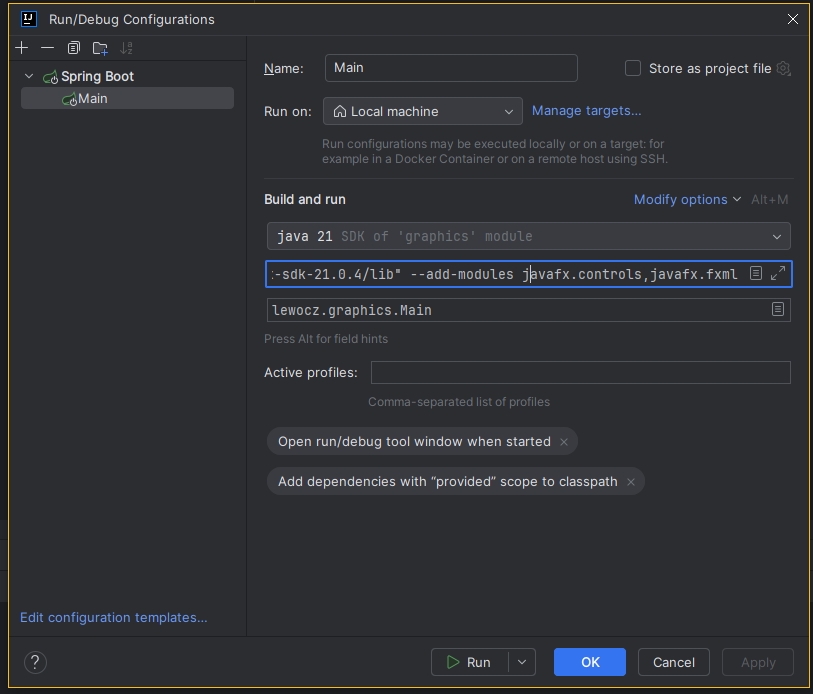 IJ Run/Debug Configurations
Spring Boot
Main
Edit configuration templates...
Name: Main Store as project file
Run on: Local machine Manage targets...
Run configurations may be executed locally or on a target: for
example in a Docker Container or on a remote host using SSH.
Build and run Modify options Alt+M
java 21 SDK of 'graphics' module
-sdk-21.0.4/lib" --add-modules javafx.controls,javafx.fxml
lewocz.graphics.Main
Press Alt for field hints
Active profiles:
Comma-separated list of profiles
Open run/debug tool window when started ×
Add dependencies with “provided” scope to classpath ×
? Run OK Cancel Apply